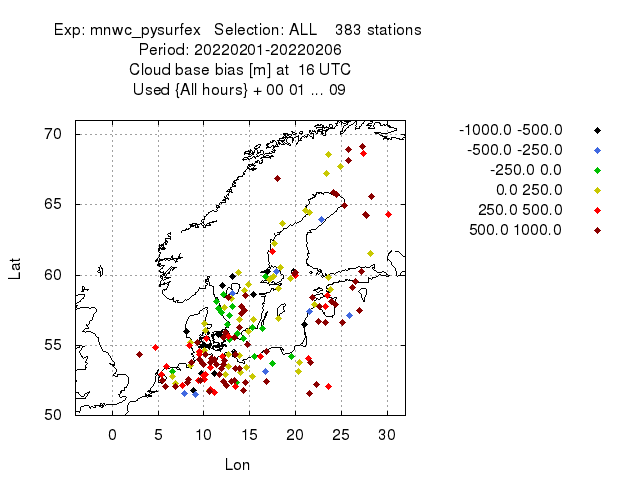 Exp: mnwc_pysurfex   Selection: ALL    383 stations
Period: 20220201-20220206
Cloud base bias [m] at  16 UTC
Used {All hours} + 00 01 ... 09
70
65
60
55
50
0 5 10 15 20 25 30
Lat
Lon
-1000.0 -500.0
-500.0 -250.0
-250.0 0.0
0.0 250.0
250.0 500.0
500.0 1000.0